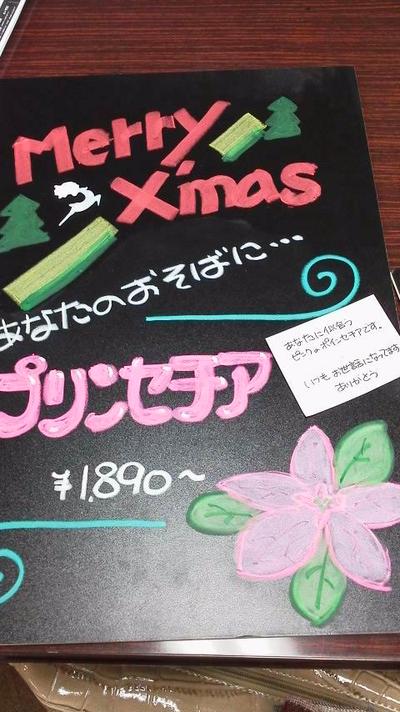 Merry
X'mas
あなたのおそばに…
プリンセチア
¥1,890～
あなたに似合う
ピンクのポインセチアです。
いつもお世話になってます
ありがとう